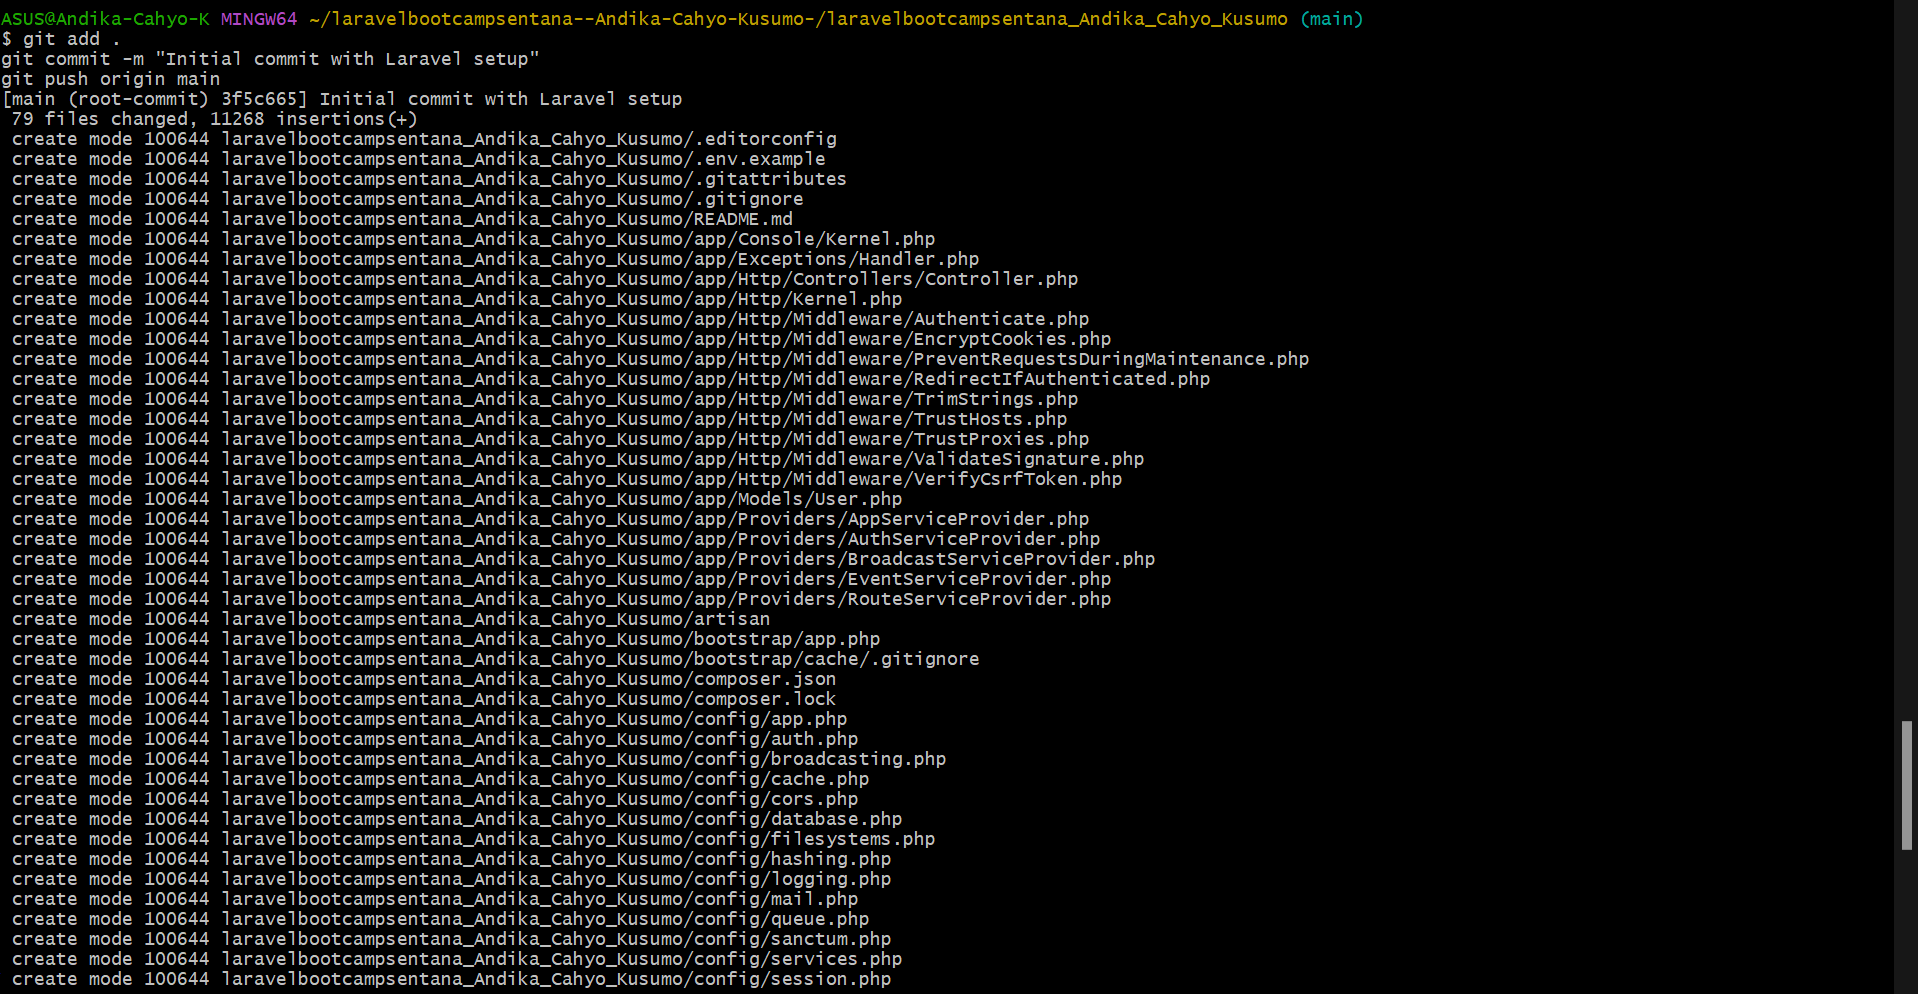 ASUS@Andika-Cahyo-K MINGW64 ~/laravelbootcampsentana--Andika-Cahyo-Kusumo-/laravelbootcampsentana_Andika_Cahyo_Kusumo (main)
$ git add .
git commit -m "Initial commit with Laravel setup"
git push origin main
[main (root-commit) 3f5c665] Initial commit with Laravel setup
 79 files changed, 11268 insertions(+)
 create mode 100644 laravelbootcampsentana_Andika_Cahyo_Kusumo/.editorconfig
 create mode 100644 laravelbootcampsentana_Andika_Cahyo_Kusumo/.env.example
 create mode 100644 laravelbootcampsentana_Andika_Cahyo_Kusumo/.gitattributes
 create mode 100644 laravelbootcampsentana_Andika_Cahyo_Kusumo/.gitignore
 create mode 100644 laravelbootcampsentana_Andika_Cahyo_Kusumo/README.md
 create mode 100644 laravelbootcampsentana_Andika_Cahyo_Kusumo/app/Console/Kernel.php
 create mode 100644 laravelbootcampsentana_Andika_Cahyo_Kusumo/app/Exceptions/Handler.php
 create mode 100644 laravelbootcampsentana_Andika_Cahyo_Kusumo/app/Http/Controllers/Controller.php
 create mode 100644 laravelbootcampsentana_Andika_Cahyo_Kusumo/app/Http/Kernel.php
 create mode 100644 laravelbootcampsentana_Andika_Cahyo_Kusumo/app/Http/Middleware/Authenticate.php
 create mode 100644 laravelbootcampsentana_Andika_Cahyo_Kusumo/app/Http/Middleware/EncryptCookies.php
 create mode 100644 laravelbootcampsentana_Andika_Cahyo_Kusumo/app/Http/Middleware/PreventRequestsDuringMaintenance.php
 create mode 100644 laravelbootcampsentana_Andika_Cahyo_Kusumo/app/Http/Middleware/RedirectIfAuthenticated.php
 create mode 100644 laravelbootcampsentana_Andika_Cahyo_Kusumo/app/Http/Middleware/TrimStrings.php
 create mode 100644 laravelbootcampsentana_Andika_Cahyo_Kusumo/app/Http/Middleware/TrustHosts.php
 create mode 100644 laravelbootcampsentana_Andika_Cahyo_Kusumo/app/Http/Middleware/TrustProxies.php
 create mode 100644 laravelbootcampsentana_Andika_Cahyo_Kusumo/app/Http/Middleware/ValidateSignature.php
 create mode 100644 laravelbootcampsentana_Andika_Cahyo_Kusumo/app/Http/Middleware/VerifyCsrfToken.php
 create mode 100644 laravelbootcampsentana_Andika_Cahyo_Kusumo/app/Models/User.php
 create mode 100644 laravelbootcampsentana_Andika_Cahyo_Kusumo/app/Providers/AppServiceProvider.php
 create mode 100644 laravelbootcampsentana_Andika_Cahyo_Kusumo/app/Providers/AuthServiceProvider.php
 create mode 100644 laravelbootcampsentana_Andika_Cahyo_Kusumo/app/Providers/BroadcastServiceProvider.php
 create mode 100644 laravelbootcampsentana_Andika_Cahyo_Kusumo/app/Providers/EventServiceProvider.php
 create mode 100644 laravelbootcampsentana_Andika_Cahyo_Kusumo/app/Providers/RouteServiceProvider.php
 create mode 100644 laravelbootcampsentana_Andika_Cahyo_Kusumo/artisan
 create mode 100644 laravelbootcampsentana_Andika_Cahyo_Kusumo/bootstrap/app.php
 create mode 100644 laravelbootcampsentana_Andika_Cahyo_Kusumo/bootstrap/cache/.gitignore
 create mode 100644 laravelbootcampsentana_Andika_Cahyo_Kusumo/composer.json
 create mode 100644 laravelbootcampsentana_Andika_Cahyo_Kusumo/composer.lock
 create mode 100644 laravelbootcampsentana_Andika_Cahyo_Kusumo/config/app.php
 create mode 100644 laravelbootcampsentana_Andika_Cahyo_Kusumo/config/auth.php
 create mode 100644 laravelbootcampsentana_Andika_Cahyo_Kusumo/config/broadcasting.php
 create mode 100644 laravelbootcampsentana_Andika_Cahyo_Kusumo/config/cache.php
 create mode 100644 laravelbootcampsentana_Andika_Cahyo_Kusumo/config/cors.php
 create mode 100644 laravelbootcampsentana_Andika_Cahyo_Kusumo/config/database.php
 create mode 100644 laravelbootcampsentana_Andika_Cahyo_Kusumo/config/filesystems.php
 create mode 100644 laravelbootcampsentana_Andika_Cahyo_Kusumo/config/hashing.php
 create mode 100644 laravelbootcampsentana_Andika_Cahyo_Kusumo/config/logging.php
 create mode 100644 laravelbootcampsentana_Andika_Cahyo_Kusumo/config/mail.php
 create mode 100644 laravelbootcampsentana_Andika_Cahyo_Kusumo/config/queue.php
 create mode 100644 laravelbootcampsentana_Andika_Cahyo_Kusumo/config/sanctum.php
 create mode 100644 laravelbootcampsentana_Andika_Cahyo_Kusumo/config/services.php
 create mode 100644 laravelbootcampsentana_Andika_Cahyo_Kusumo/config/session.php